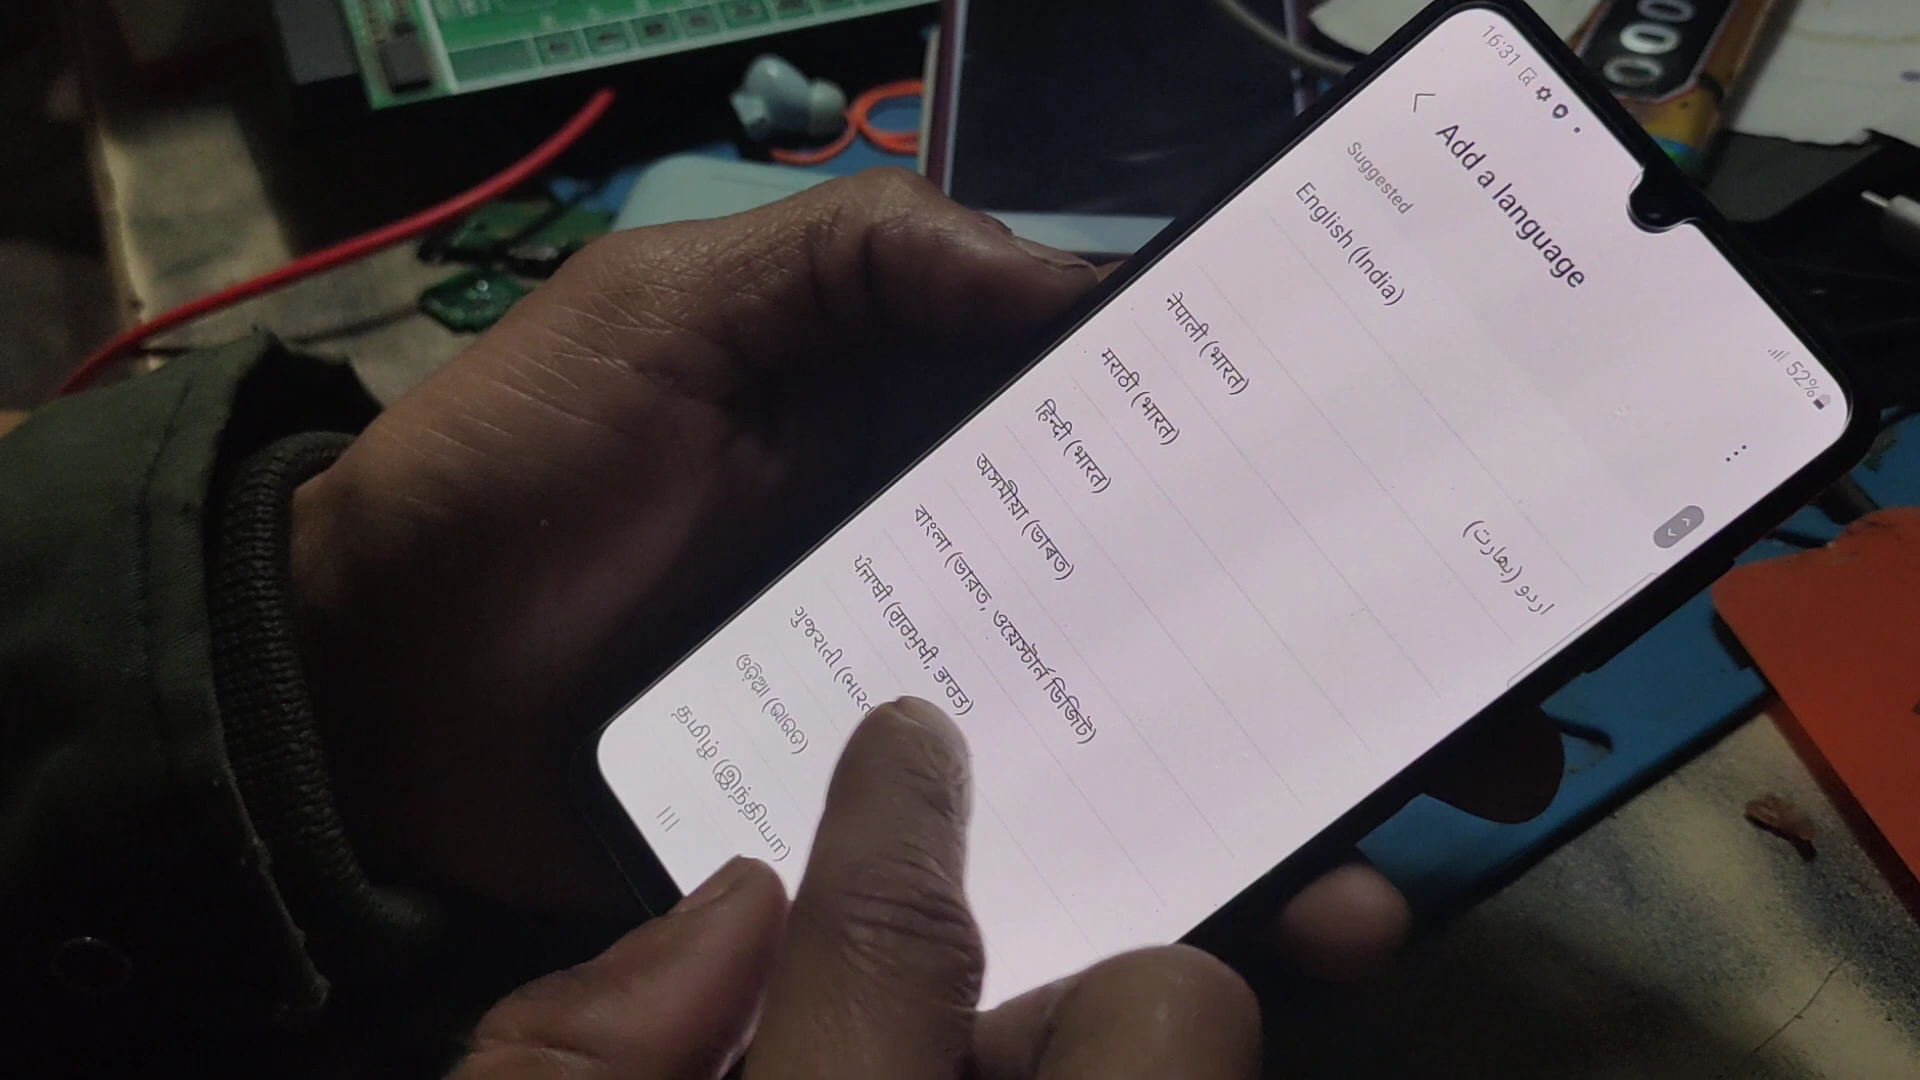 16:31
52%
Add a language
Suggested
English (India)
اردو (بھارت)
नेपाली (भारत)
मराठी (भारत)
हिन्दी (भारत)
অসমীয়া (ভাৰত)
বাংলা (ভারত, ওয়েস্টার্ন ডিজিট)
ਪੰਜਾਬੀ (ਗੁਰਮੁਖੀ, ਭਾਰਤ)
ગુજરાતી (ભારત
ଓଡ଼ିଆ (ଭାରତ)
தமிழ் (இந்தியா)